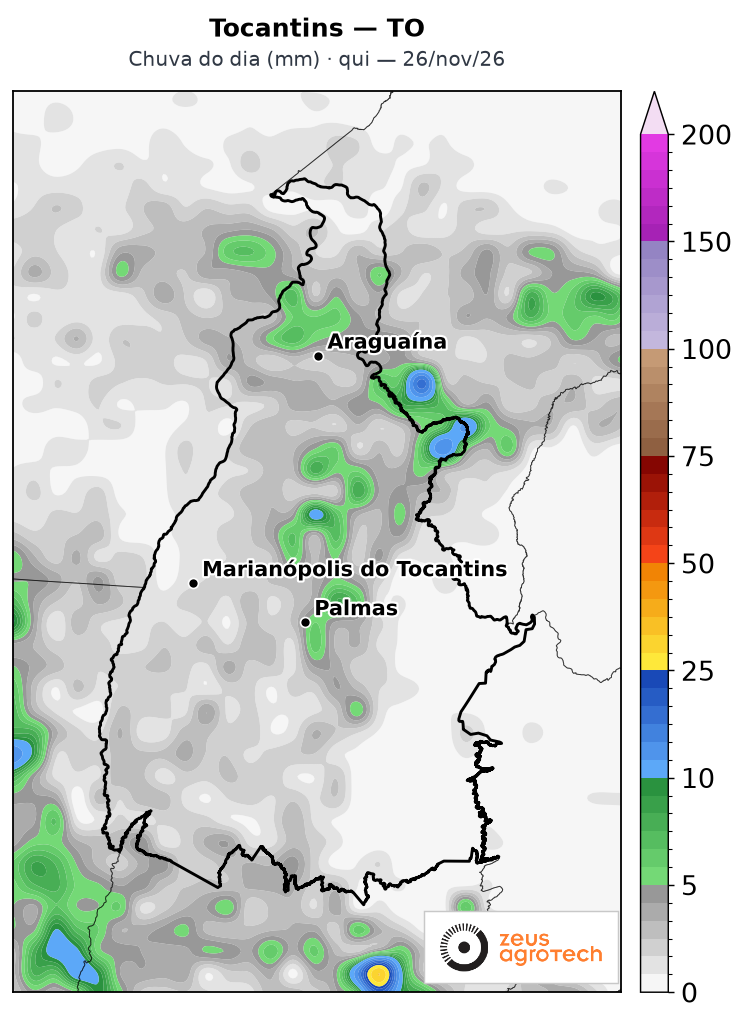 Tocantins — TO
Chuva do dia (mm) · qui — 26/nov/26
200
150
100
75
50
25
10
5
0
Araguaína
Marianópolis do Tocantins
Palmas
zeus
agrotech